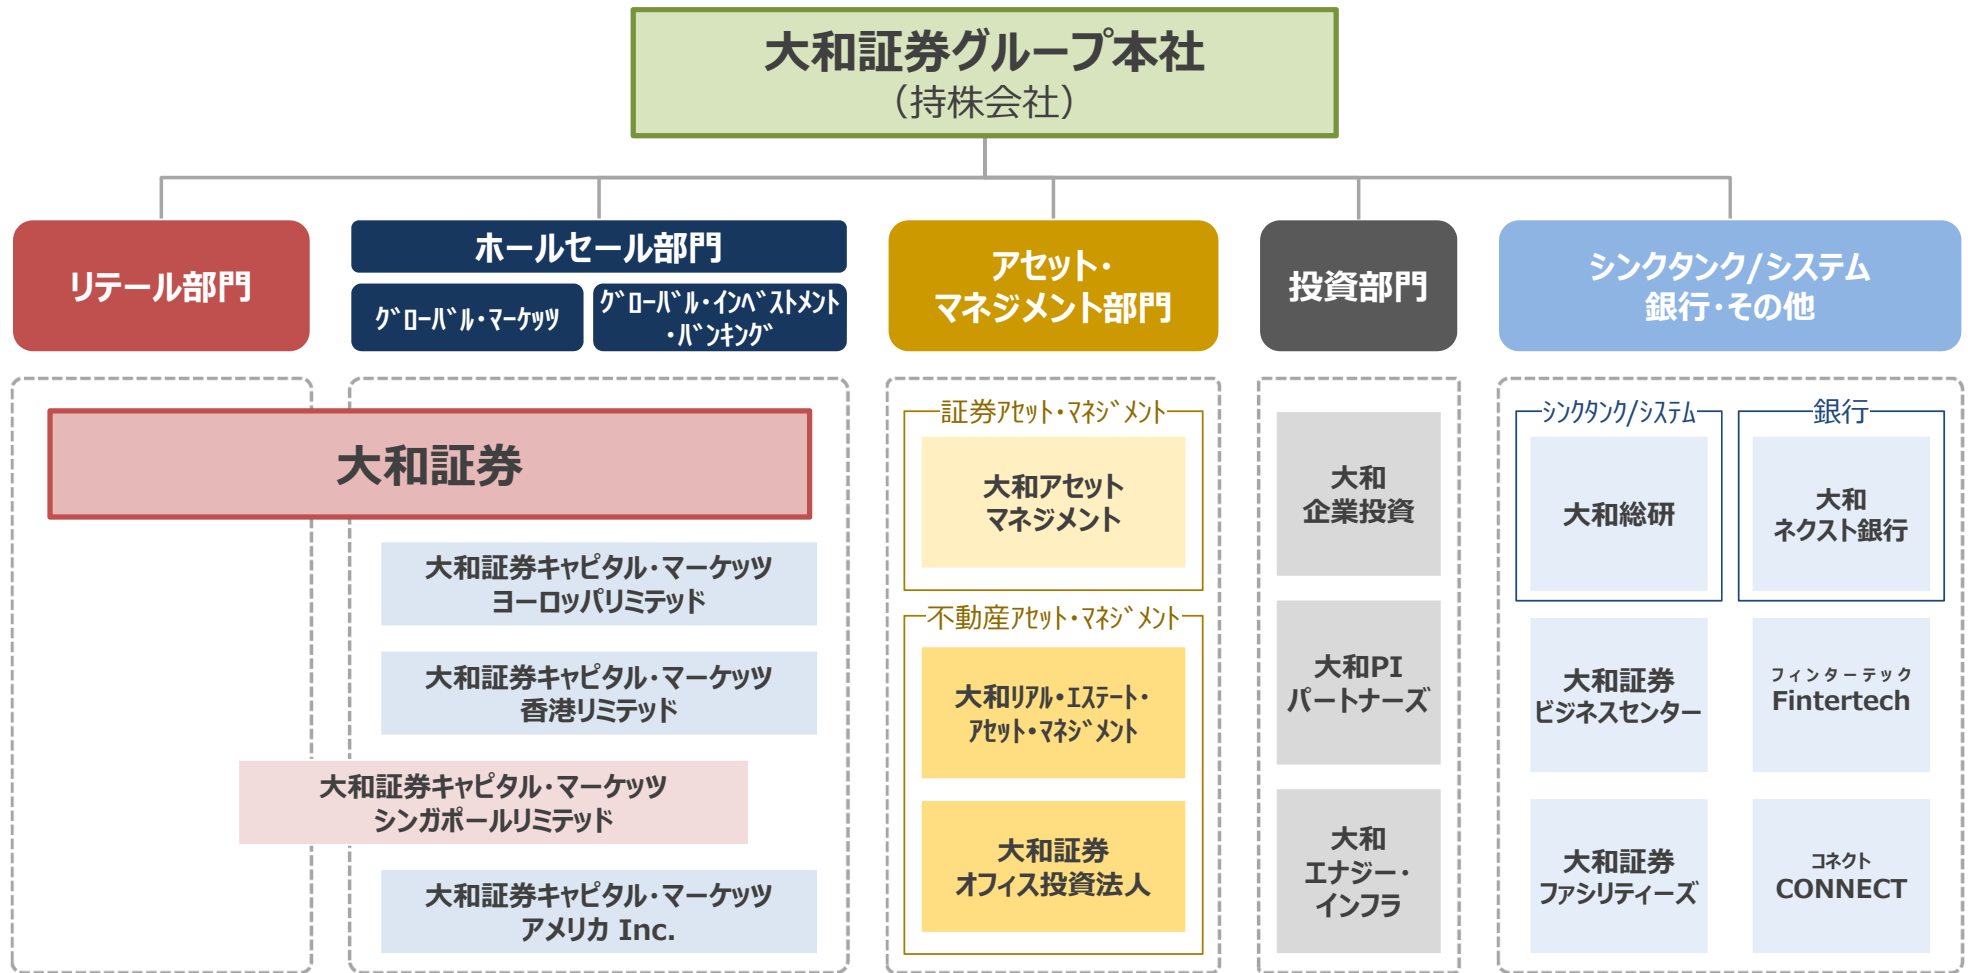 大和証券グループ本社
（持株会社）
リテール部門
ホールセール部門
ｸﾞﾛｰﾊﾞﾙ・ﾏｰｹｯﾂ
ｸﾞﾛｰﾊﾞﾙ・ｲﾝﾍﾞｽﾄﾒﾝﾄ
・ﾊﾞﾝｷﾝｸﾞ
アセット・
マネジメント部門
投資部門
シンクタンク/システム
銀行・その他
大和証券
大和証券キャピタル・マーケッツ
ヨーロッパリミテッド
大和証券キャピタル・マーケッツ
香港リミテッド
大和証券キャピタル・マーケッツ
シンガポールリミテッド
大和証券キャピタル・マーケッツ
アメリカ Inc.
証券ｱｾｯﾄ・ﾏﾈｼﾞﾒﾝﾄ
大和アセット
マネジメント
不動産ｱｾｯﾄ・ﾏﾈｼﾞﾒﾝﾄ
大和ﾘｱﾙ・ｴｽﾃｰﾄ・
ｱｾｯﾄ・ﾏﾈｼﾞﾒﾝﾄ
大和証券
オフィス投資法人
大和
企業投資
大和PI
パートナーズ
大和
エナジー・
インフラ
ｼﾝｸﾀﾝｸ/ｼｽﾃﾑ
大和総研
銀行
大和
ネクスト銀行
大和証券
ビジネスセンター
フィンターテック
Fintertech
大和証券
ファシリティーズ
コネクト
CONNECT